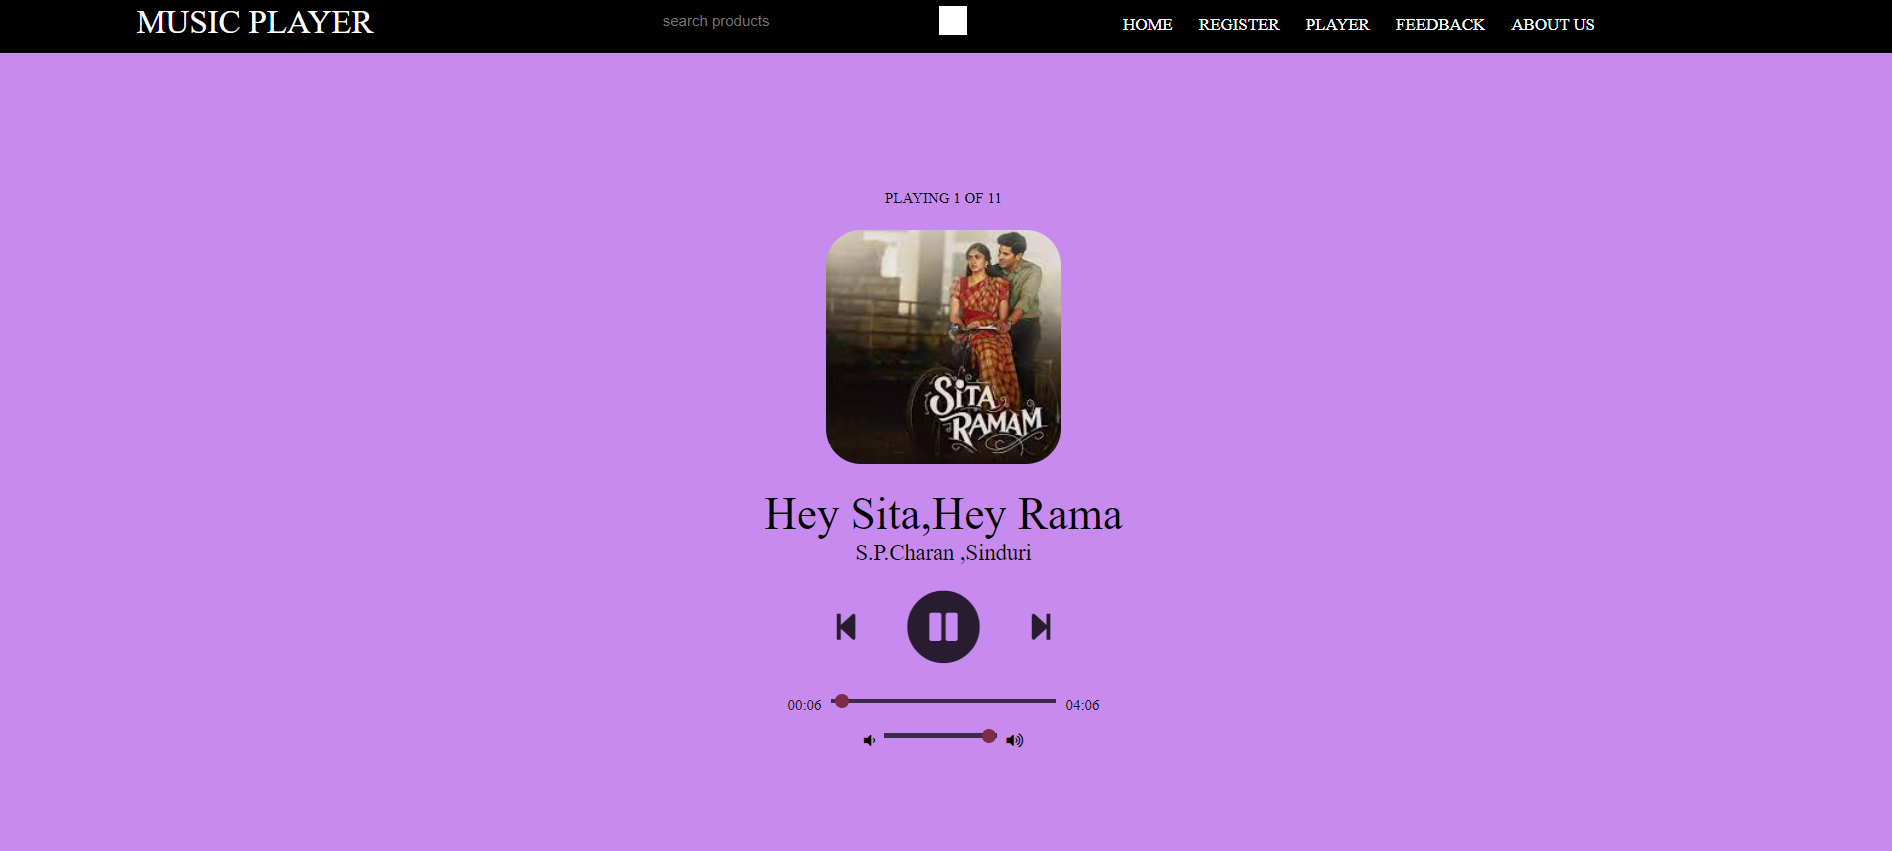 MUSIC PLAYER
search products
HOME REGISTER PLAYER FEEDBACK ABOUT US
PLAYING 1 OF 11
SITA
RAMAM
Hey Sita,Hey Rama
S.P.Charan ,Sinduri
00:06 04:06